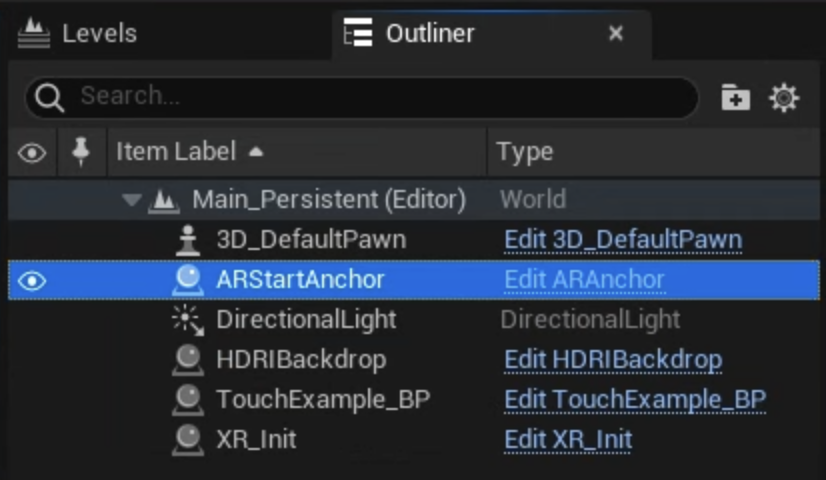 Levels Outliner
Search...
Item Label Type
Main_Persistent (Editor) World
3D_DefaultPawn Edit 3D_DefaultPawn
ARStartAnchor Edit ARAnchor
DirectionalLight DirectionalLight
HDRIBackdrop Edit HDRIBackdrop
TouchExample_BP Edit TouchExample_BP
XR_Init Edit XR_Init